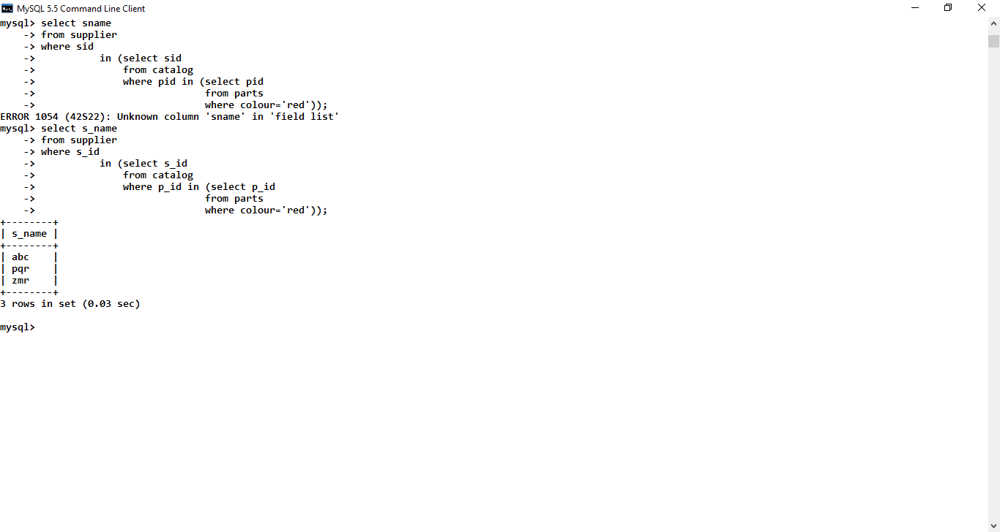 MySQL 5.5 Command Line Client
mysql> select sname
    -> from supplier
    -> where sid
    ->           in (select sid
    ->               from catalog
    ->               where pid in (select pid
    ->                             from parts
    ->                             where colour='red'));
ERROR 1054 (42S22): Unknown column 'sname' in 'field list'
mysql> select s_name
    -> from supplier
    -> where s_id
    ->           in (select s_id
    ->               from catalog
    ->               where p_id in (select p_id
    ->                             from parts
    ->                             where colour='red'));
+--------+
| s_name |
+--------+
| abc    |
| pqr    |
| zmr    |
+--------+
3 rows in set (0.03 sec)

mysql>